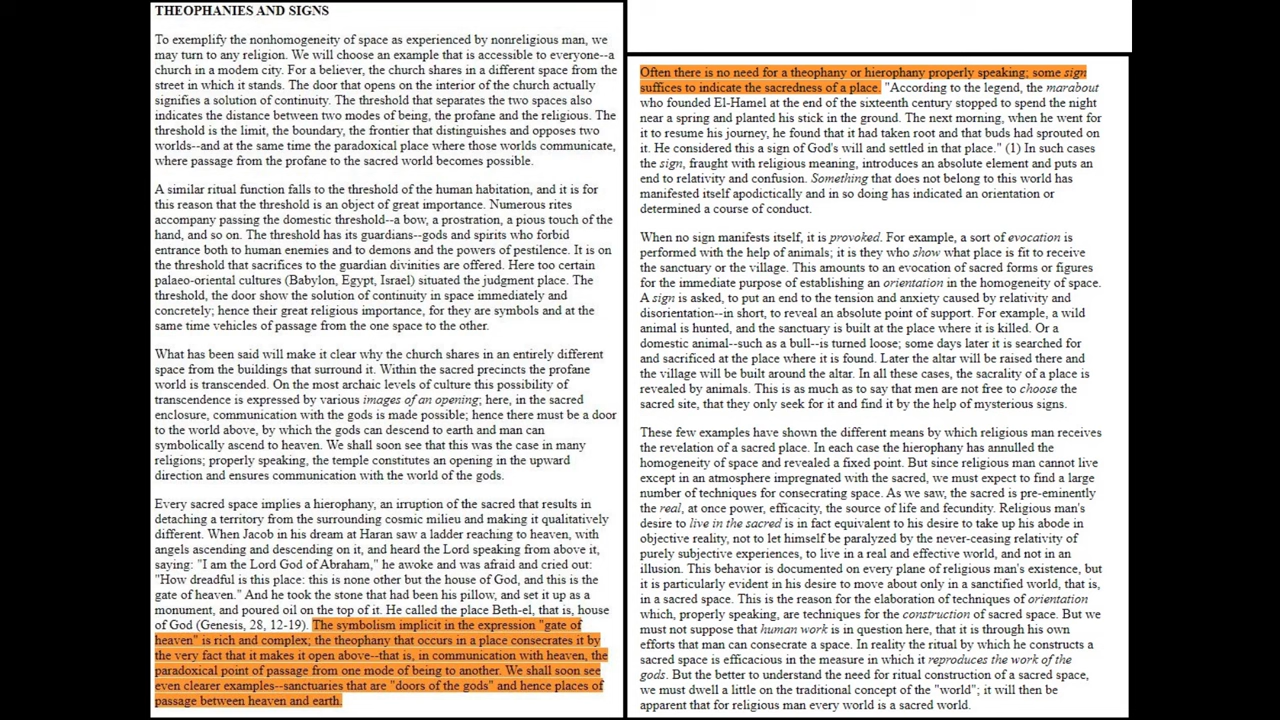 THEOPHANIES AND SIGNS
To exemplify the nonhomogeneity of space as experienced by nonreligious man, we
may turn to any religion. We will choose an example that is accessible to everyone--a
church in a modem city. For a believer, the church shares in a different space from the
street in which it stands. The door that opens on the interior of the church actually
signifies a solution of continuity. The threshold that separates the two spaces also
indicates the distance between two modes of being, the profane and the religious. The
threshold is the limit, the boundary, the frontier that distinguishes and opposes two
worlds--and at the same time the paradoxical place where those worlds communicate,
where passage from the profane to the sacred world becomes possible.
A similar ritual function falls to the threshold of the human habitation, and it is for
this reason that the threshold is an object of great importance. Numerous rites
accompany passing the domestic threshold--a bow, a prostration, a pious touch of the
hand, and so on. The threshold has its guardians--gods and spirits who forbid
entrance both to human enemies and to demons and the powers of pestilence. It is on
the threshold that sacrifices to the guardian divinities are offered. Here too certain
palaeo-oriental cultures (Babylon, Egypt, Israel) situated the judgment place. The
threshold, the door show the solution of continuity in space immediately and
concretely; hence their great religious importance, for they are symbols and at the
same time vehicles of passage from the one space to the other.
What has been said will make it clear why the church shares in an entirely different
space from the buildings that surround it. Within the sacred precincts the profane
world is transcended. On the most archaic levels of culture this possibility of
transcendence is expressed by various images of an opening; here, in the sacred
enclosure, communication with the gods is made possible; hence there must be a door
to the world above, by which the gods can descend to earth and man can
symbolically ascend to heaven. We shall soon see that this was the case in many
religions; properly speaking, the temple constitutes an opening in the upward
direction and ensures communication with the world of the gods.
Every sacred space implies a hierophany, an irruption of the sacred that results in
detaching a territory from the surrounding cosmic milieu and making it qualitatively
different. When Jacob in his dream at Haran saw a ladder reaching to heaven, with
angels ascending and descending on it, and heard the Lord speaking from above it,
saying: "I am the Lord God of Abraham," he awoke and was afraid and cried out:
"How dreadful is this place: this is none other but the house of God, and this is the
gate of heaven." And he took the stone that had been his pillow, and set it up as a
monument, and poured oil on the top of it. He called the place Beth-el, that is, house
of God (Genesis, 28, 12-19). The symbolism implicit in the expression "gate of
heaven" is rich and complex; the theophany that occurs in a place consecrates it by
the very fact that it makes it open above--that is, in communication with heaven, the
paradoxical point of passage from one mode of being to another. We shall soon see
even clearer examples--sanctuaries that are "doors of the gods" and hence places of
passage between heaven and earth.
Often there is no need for a theophany or hierophany properly speaking; some sign
suffices to indicate the sacredness of a place. "According to the legend, the marabout
who founded El-Hamel at the end of the sixteenth century stopped to spend the night
near a spring and planted his stick in the ground. The next morning, when he went for
it to resume his journey, he found that it had taken root and that buds had sprouted on
it. He considered this a sign of God's will and settled in that place." (1) In such cases
the sign, fraught with religious meaning, introduces an absolute element and puts an
end to relativity and confusion. Something that does not belong to this world has
manifested itself apodictically and in so doing has indicated an orientation or
determined a course of conduct.
When no sign manifests itself, it is provoked. For example, a sort of evocation is
performed with the help of animals; it is they who show what place is fit to receive
the sanctuary or the village. This amounts to an evocation of sacred forms or figures
for the immediate purpose of establishing an orientation in the homogeneity of space.
A sign is asked, to put an end to the tension and anxiety caused by relativity and
disorientation--in short, to reveal an absolute point of support. For example, a wild
animal is hunted, and the sanctuary is built at the place where it is killed. Or a
domestic animal--such as a bull--is turned loose; some days later it is searched for
and sacrificed at the place where it is found. Later the altar will be raised there and
the village will be built around the altar. In all these cases, the sacrality of a place is
revealed by animals. This is as much as to say that men are not free to choose the
sacred site, that they only seek for it and find it by the help of mysterious signs.
These few examples have shown the different means by which religious man receives
the revelation of a sacred place. In each case the hierophany has annulled the
homogeneity of space and revealed a fixed point. But since religious man cannot live
except in an atmosphere impregnated with the sacred, we must expect to find a large
number of techniques for consecrating space. As we saw, the sacred is pre-eminently
the real, at once power, efficacity, the source of life and fecundity. Religious man's
desire to live in the sacred is in fact equivalent to his desire to take up his abode in
objective reality, not to let himself be paralyzed by the never-ceasing relativity of
purely subjective experiences, to live in a real and effective world, and not in an
illusion. This behavior is documented on every plane of religious man's existence, but
it is particularly evident in his desire to move about only in a sanctified world, that is,
in a sacred space. This is the reason for the elaboration of techniques of orientation
which, properly speaking, are techniques for the construction of sacred space. But we
must not suppose that human work is in question here, that it is through his own
efforts that man can consecrate a space. In reality the ritual by which he constructs a
sacred space is efficacious in the measure in which it reproduces the work of the
gods. But the better to understand the need for ritual construction of a sacred space,
we must dwell a little on the traditional concept of the "world"; it will then be
apparent that for religious man every world is a sacred world.